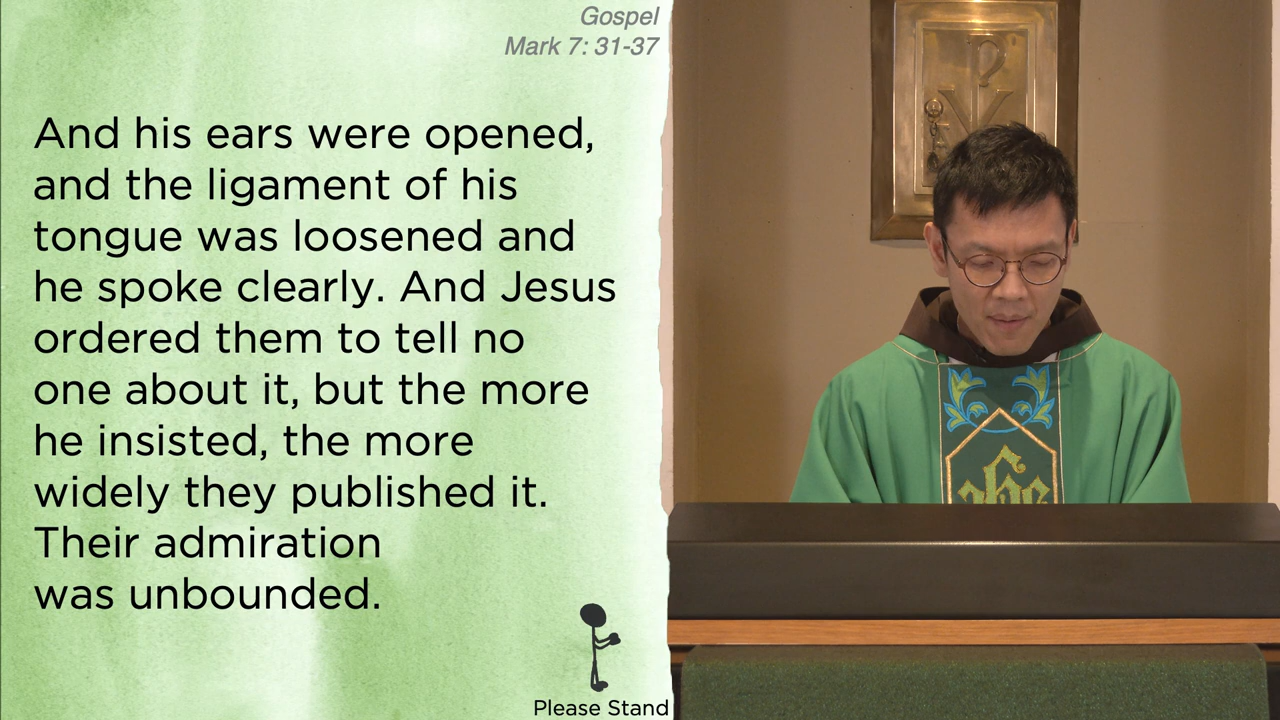 Gospel
Mark 7: 31-37
And his ears were opened,
and the ligament of his
tongue was loosened and
he spoke clearly. And Jesus
ordered them to tell no
one about it, but the more
he insisted, the more
widely they published it.
Their admiration
was unbounded.
Please Stand